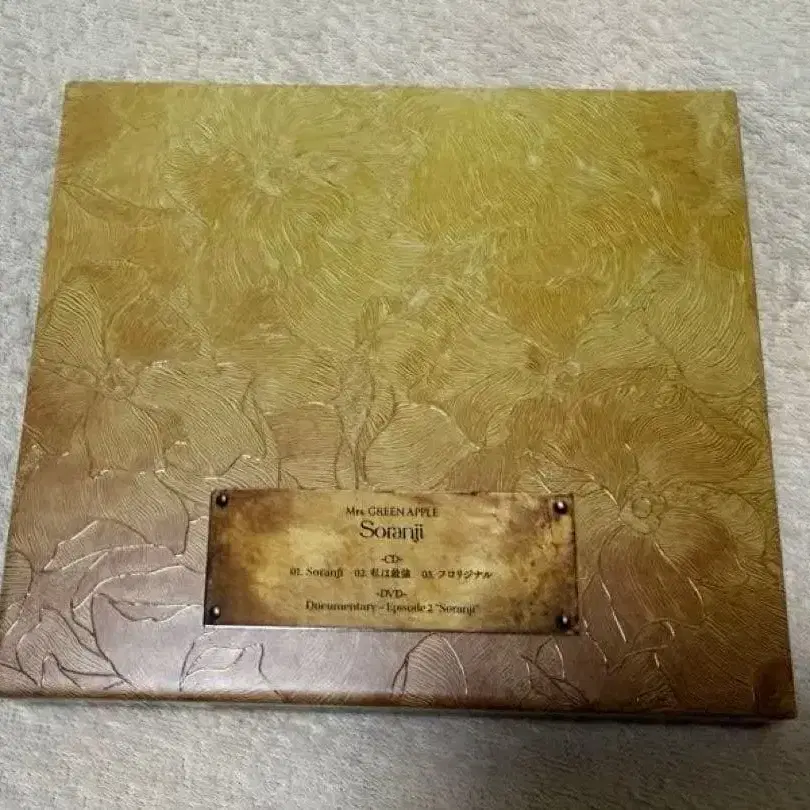 Mrs. GREEN APPLE
Soranji
-CD-
01. Soranji 02. 私は最強 03. フロリジナル
-DVD-
Documentary ~ Episode 2 "Soranji"